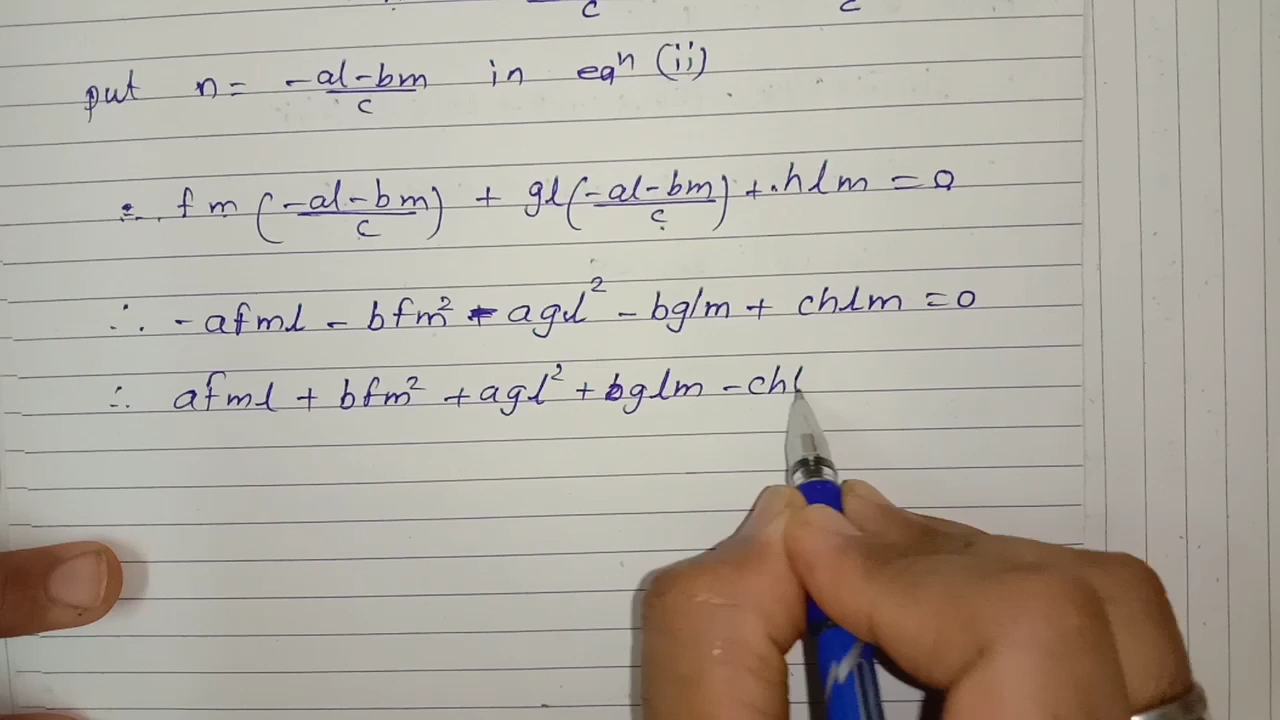 c c
put n = -al-bm/c in eqⁿ (ii)
∴ fm (-al-bm/c) + gl(-al-bm/c) + hlm = 0
∴ -afml - bfm² - agl² - bglm + chlm = 0
∴ afml + bfm² + agl² + bglm - chl